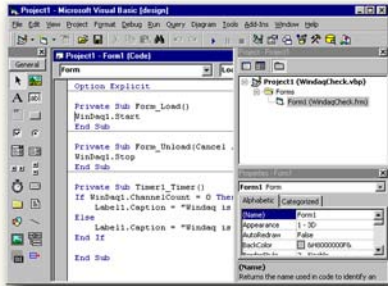 Project1 - Microsoft Visual Basic [design]
File Edit View Project Format Debug Run Query Diagram Tools Add-Ins Window Help
General
Project1 - Form1 (Code)
Form
Option Explicit
Private Sub Form_Load()
WinDaq1.Start
End Sub
Private Sub Form_Unload(Cancel
WinDaq1.Stop
End Sub
Private Sub Timer1_Timer()
If WinDaq1.ChannelCount = 0 The
Label1.Caption = "Windaq is
Else
Label1.Caption = "Windaq is
End If
End Sub
Project - Project1
Project1 (WindaqCheck.vbp)
Forms
Form1 (WindaqCheck.frm)
Properties - Form1
Form1 Form
Alphabetic Categorized
(Name) Form1
Appearance 1 - 3D
AutoRedraw False
BackColor &H8000000F&
(Name)
Returns the name used in code to identify an